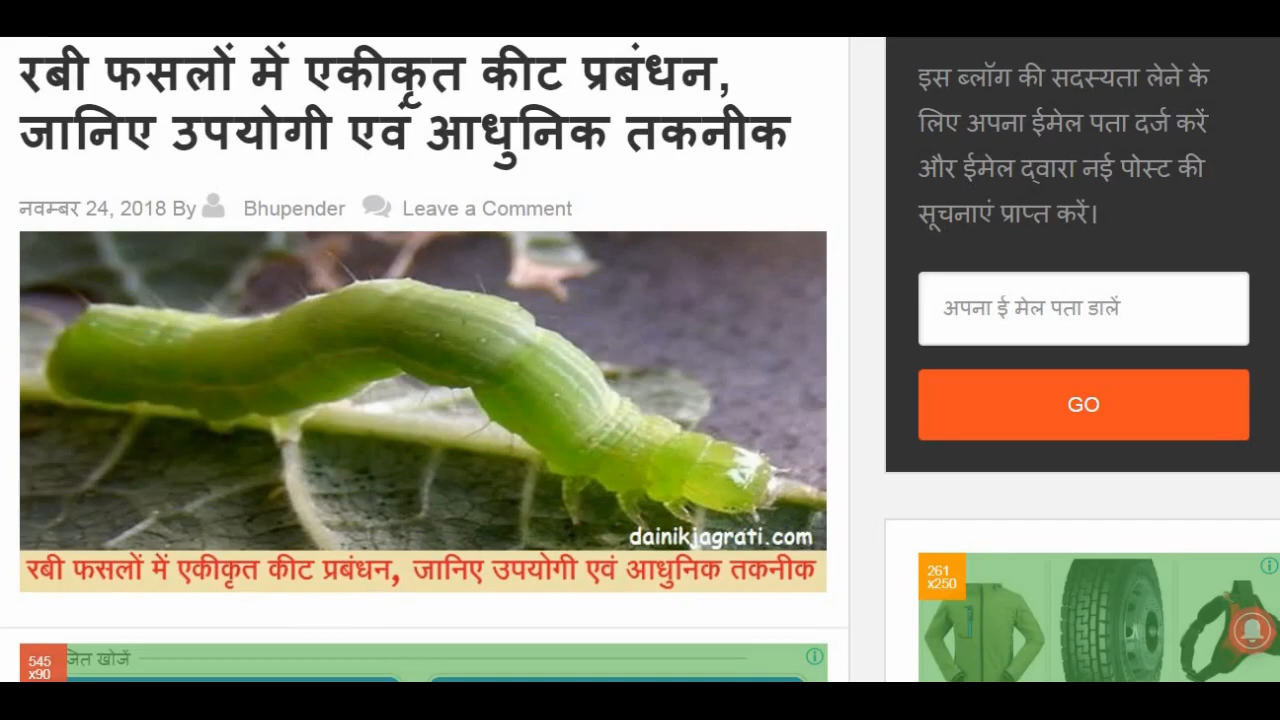 रबी फसलों में एकीकृत कीट प्रबंधन,
जानिए उपयोगी एवं आधुनिक तकनीक
नवम्बर 24, 2018 By Bhupender Leave a Comment
dainikjagrati.com
रबी फसलों में एकीकृत कीट प्रबंधन, जानिए उपयोगी एवं आधुनिक तकनीक
545
x90
जित खोजें
इस ब्लॉग की सदस्यता लेने के
लिए अपना ईमेल पता दर्ज करें
और ईमेल द्वारा नई पोस्ट की
सूचनाएं प्राप्त करें।
अपना ई मेल पता डालें
GO
261
x250